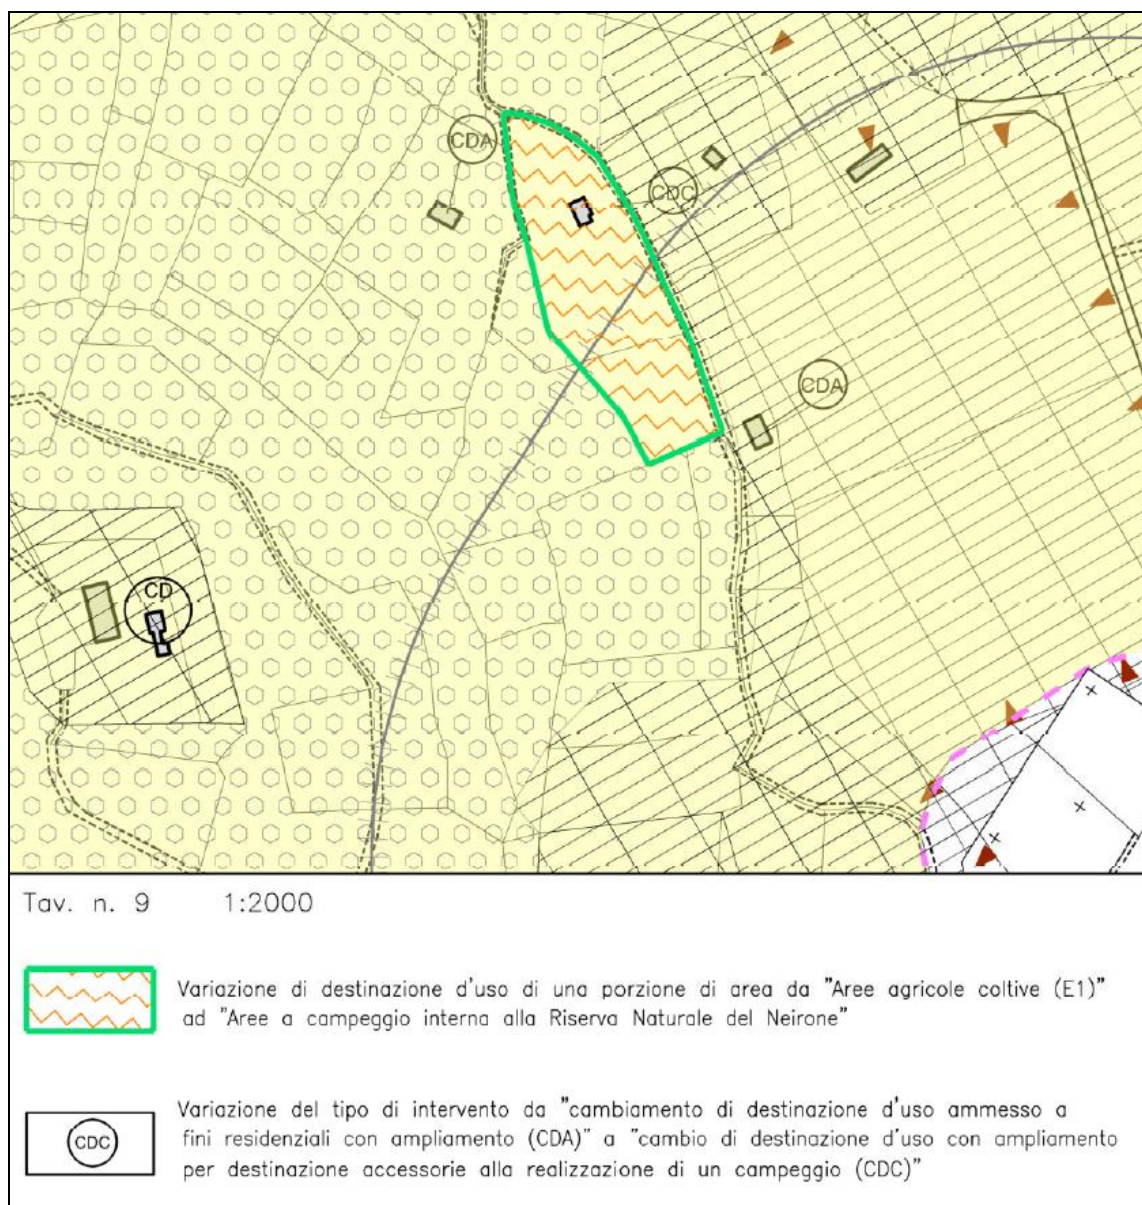 CDA
CDC
CDA
CD
Tav. n. 9 1:2000
Variazione di destinazione d'uso di una porzione di area da "Aree agricole coltive (E1)"
ad "Aree a campeggio interna alla Riserva Naturale del Neirone"
CDC
Variazione del tipo di intervento da "cambiamento di destinazione d'uso ammesso a
fini residenziali con ampliamento (CDA)" a "cambio di destinazione d'uso con ampliamento
per destinazione accessorie alla realizzazione di un campeggio (CDC)"